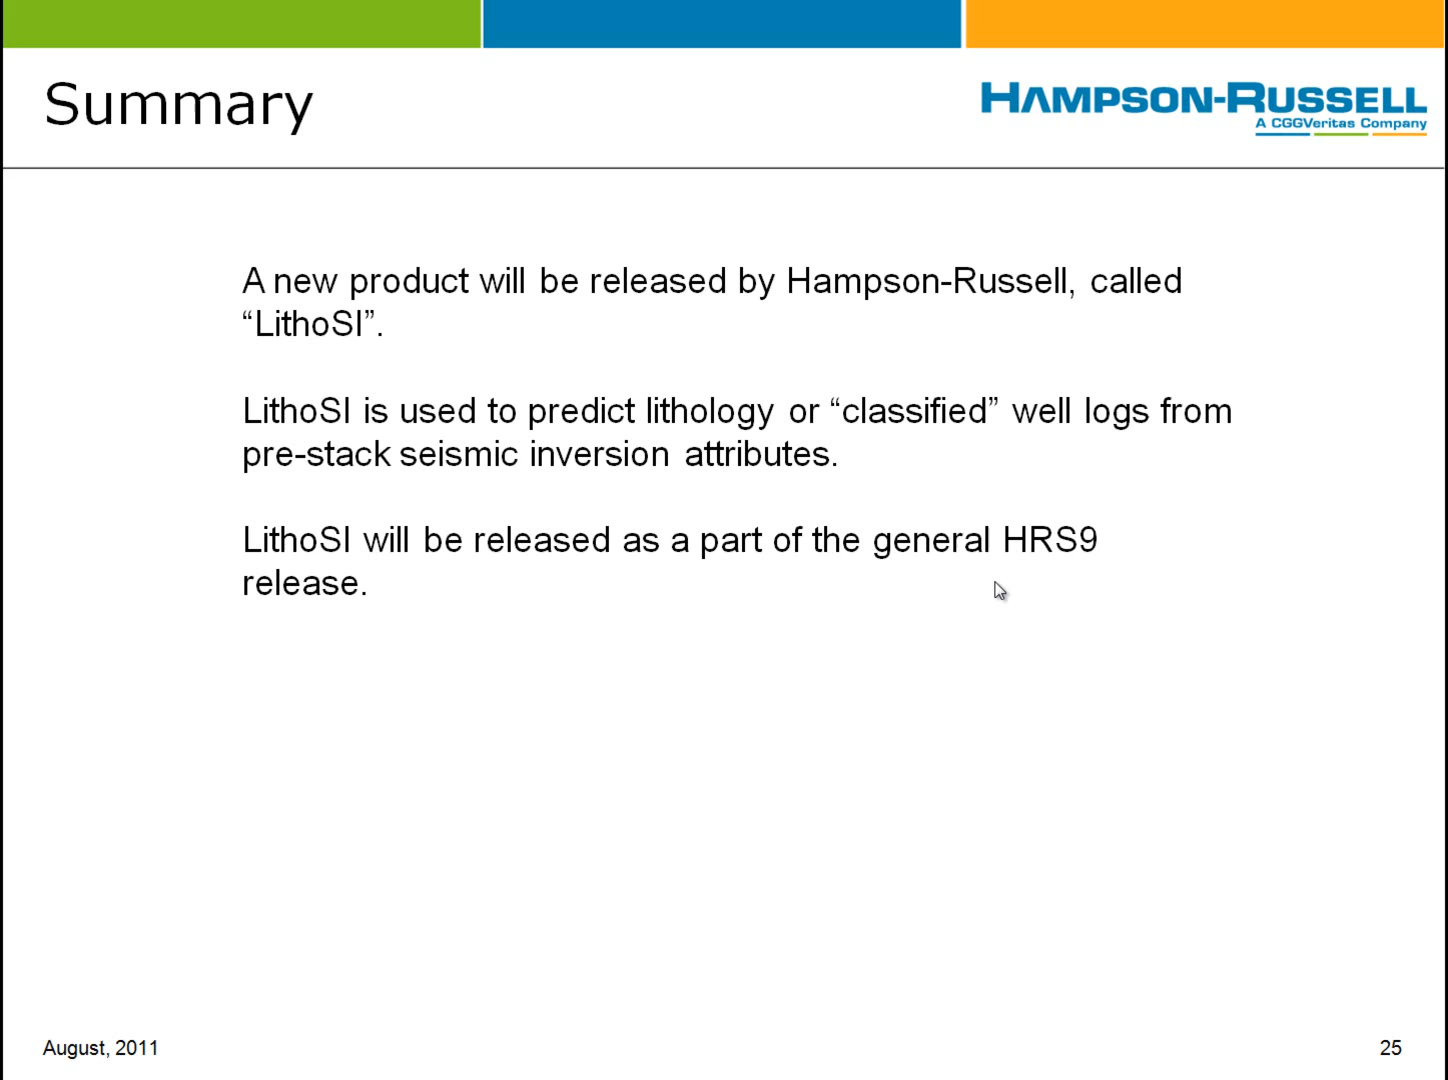 Summary
HAMPSON-RUSSELL
A CGGVeritas Company
A new product will be released by Hampson-Russell, called
“LithoSI”.
LithoSI is used to predict lithology or “classified” well logs from
pre-stack seismic inversion attributes.
LithoSI will be released as a part of the general HRS9
release.
August, 2011
25